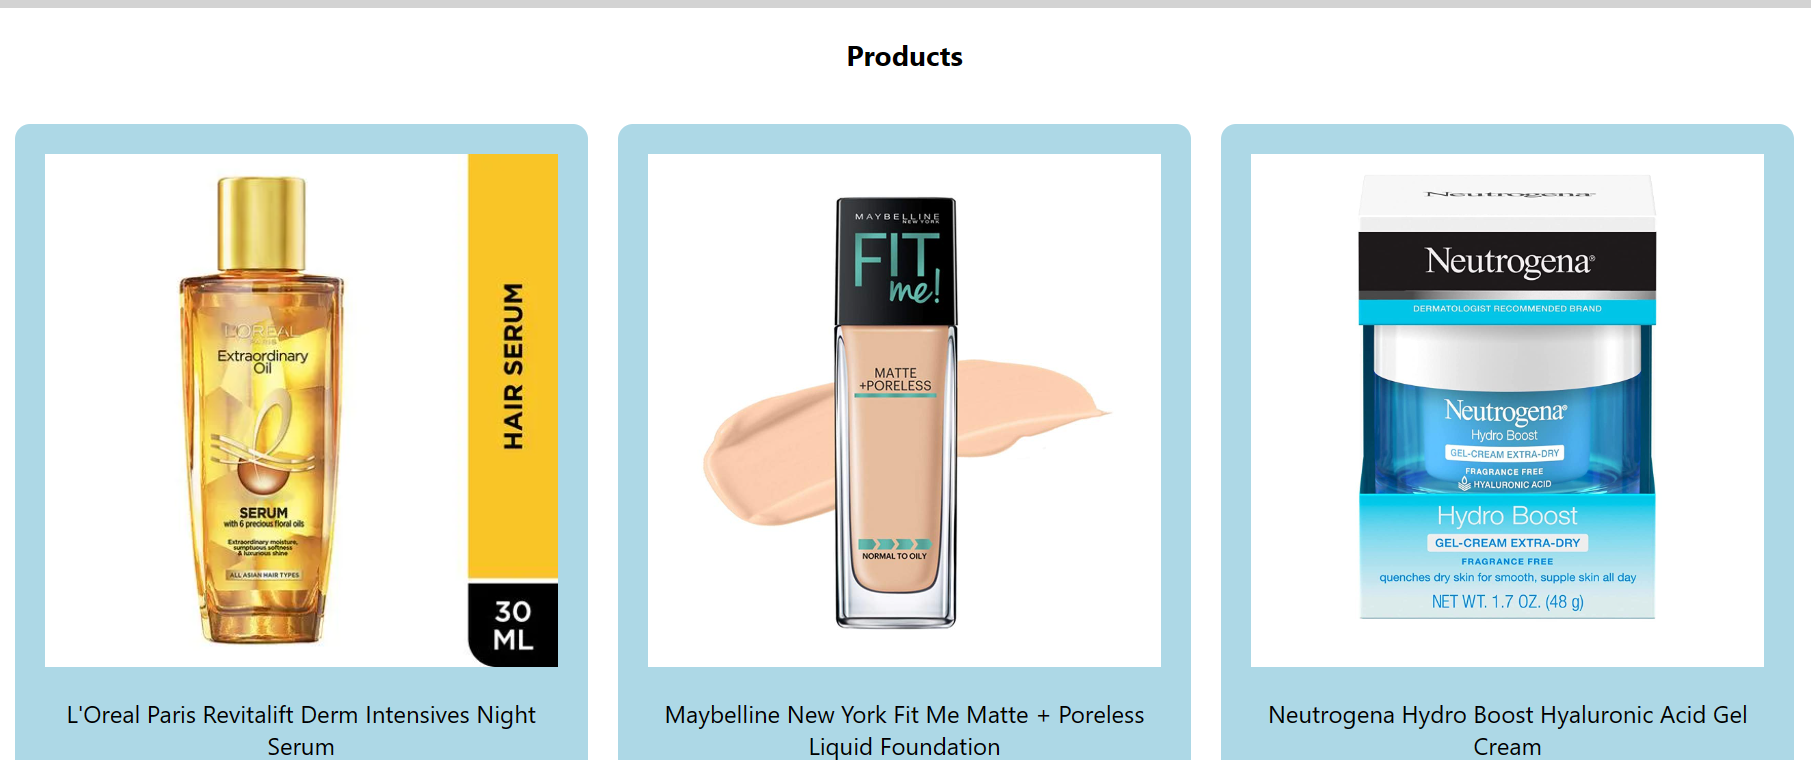 Products
L'OREAL
PARIS
Extraordinary
Oil
SERUM
with 6 precious floral oils
Extraordinary moisture,
sumptuous softness
& luxurious shine
ALL ASIAN HAIR TYPES
HAIR SERUM
30
ML
L'Oreal Paris Revitalift Derm Intensives Night
Serum
MAYBELLINE
NEW YORK
FIT
me!
MATTE
+PORELESS
NORMAL TO OILY
Maybelline New York Fit Me Matte + Poreless
Liquid Foundation
Neutrogena®
Neutrogena®
DERMATOLOGIST RECOMMENDED BRAND
Neutrogena®
Hydro Boost
GEL-CREAM EXTRA-DRY
FRAGRANCE FREE
HYALURONIC ACID
Hydro Boost
GEL-CREAM EXTRA-DRY
FRAGRANCE FREE
quenches dry skin for smooth, supple skin all day
NET WT. 1.7 OZ. (48 g)
Neutrogena Hydro Boost Hyaluronic Acid Gel
Cream